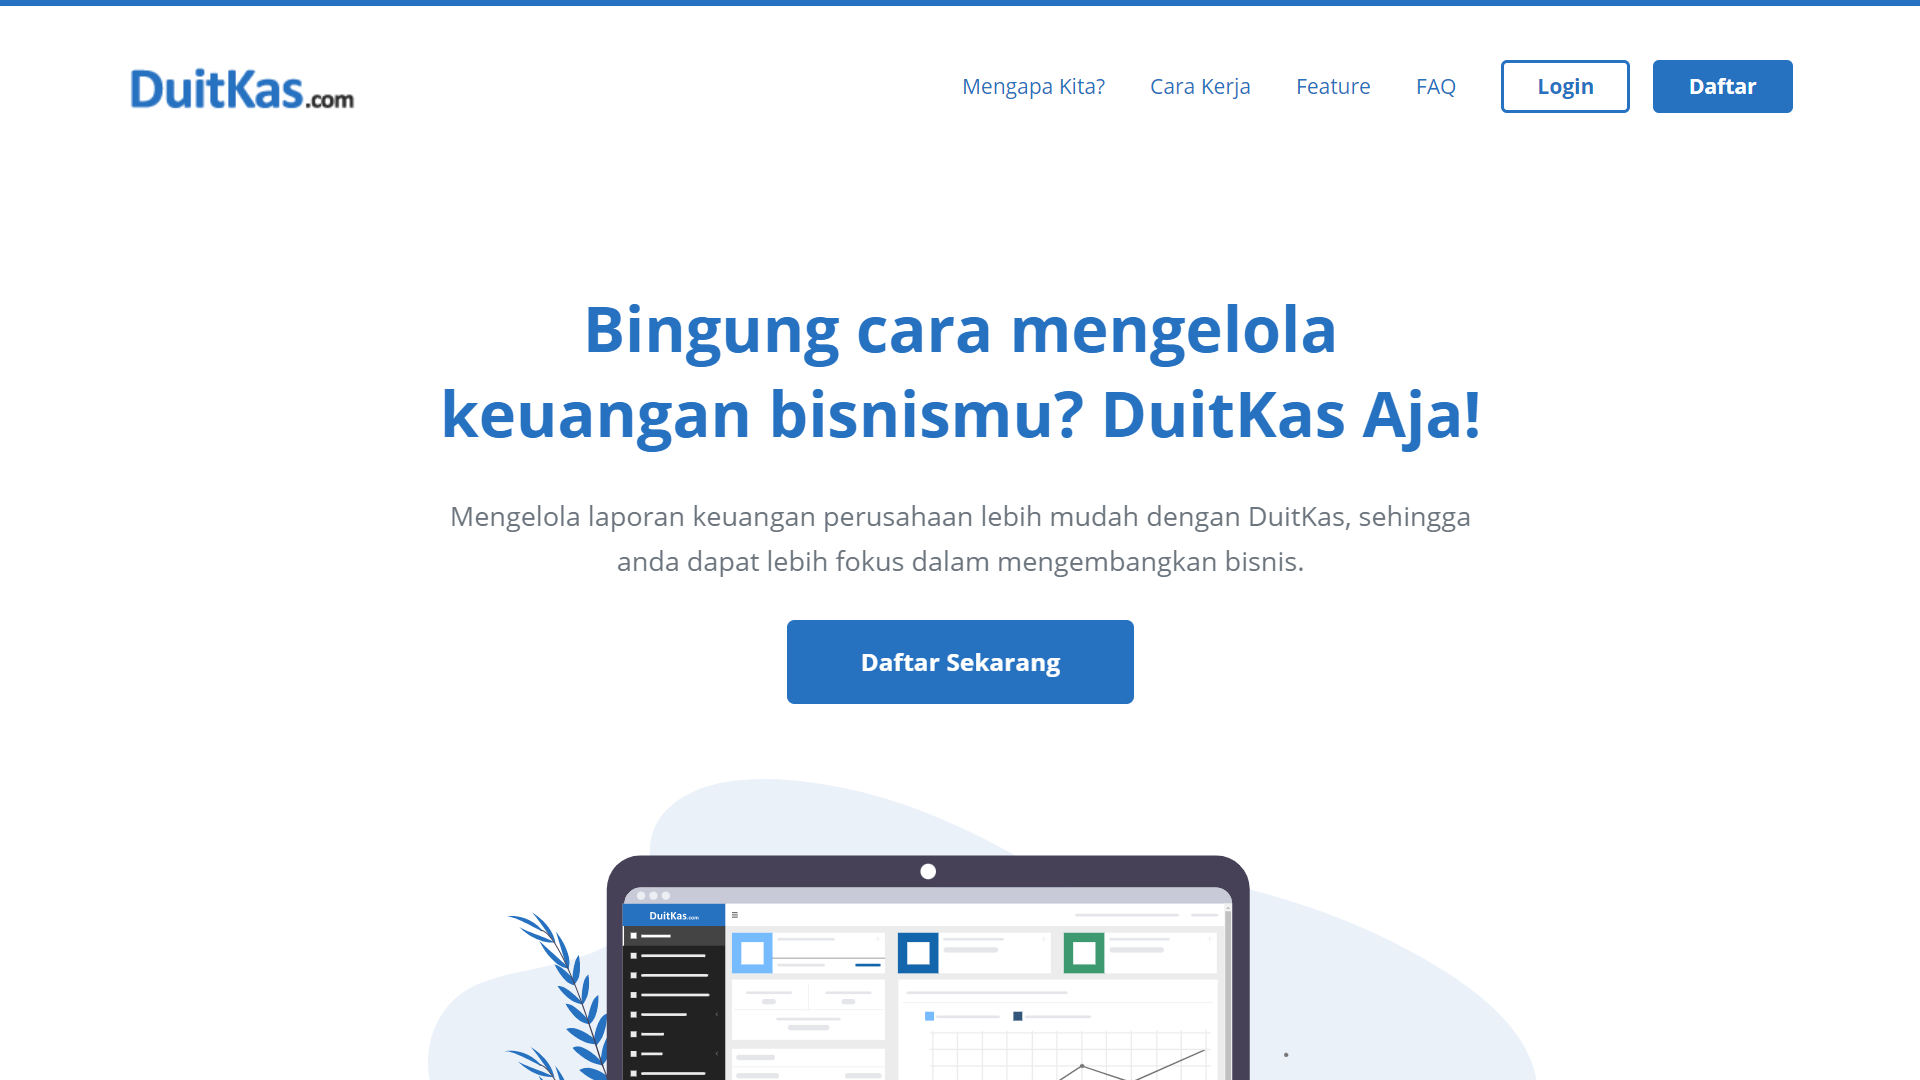 DuitKas.com
Mengapa Kita?
Cara Kerja
Feature
FAQ
Login
Daftar
Bingung cara mengelola
keuangan bisnismu? DuitKas Aja!
Mengelola laporan keuangan perusahaan lebih mudah dengan DuitKas, sehingga
anda dapat lebih fokus dalam mengembangkan bisnis.
Daftar Sekarang
DuitKas.com